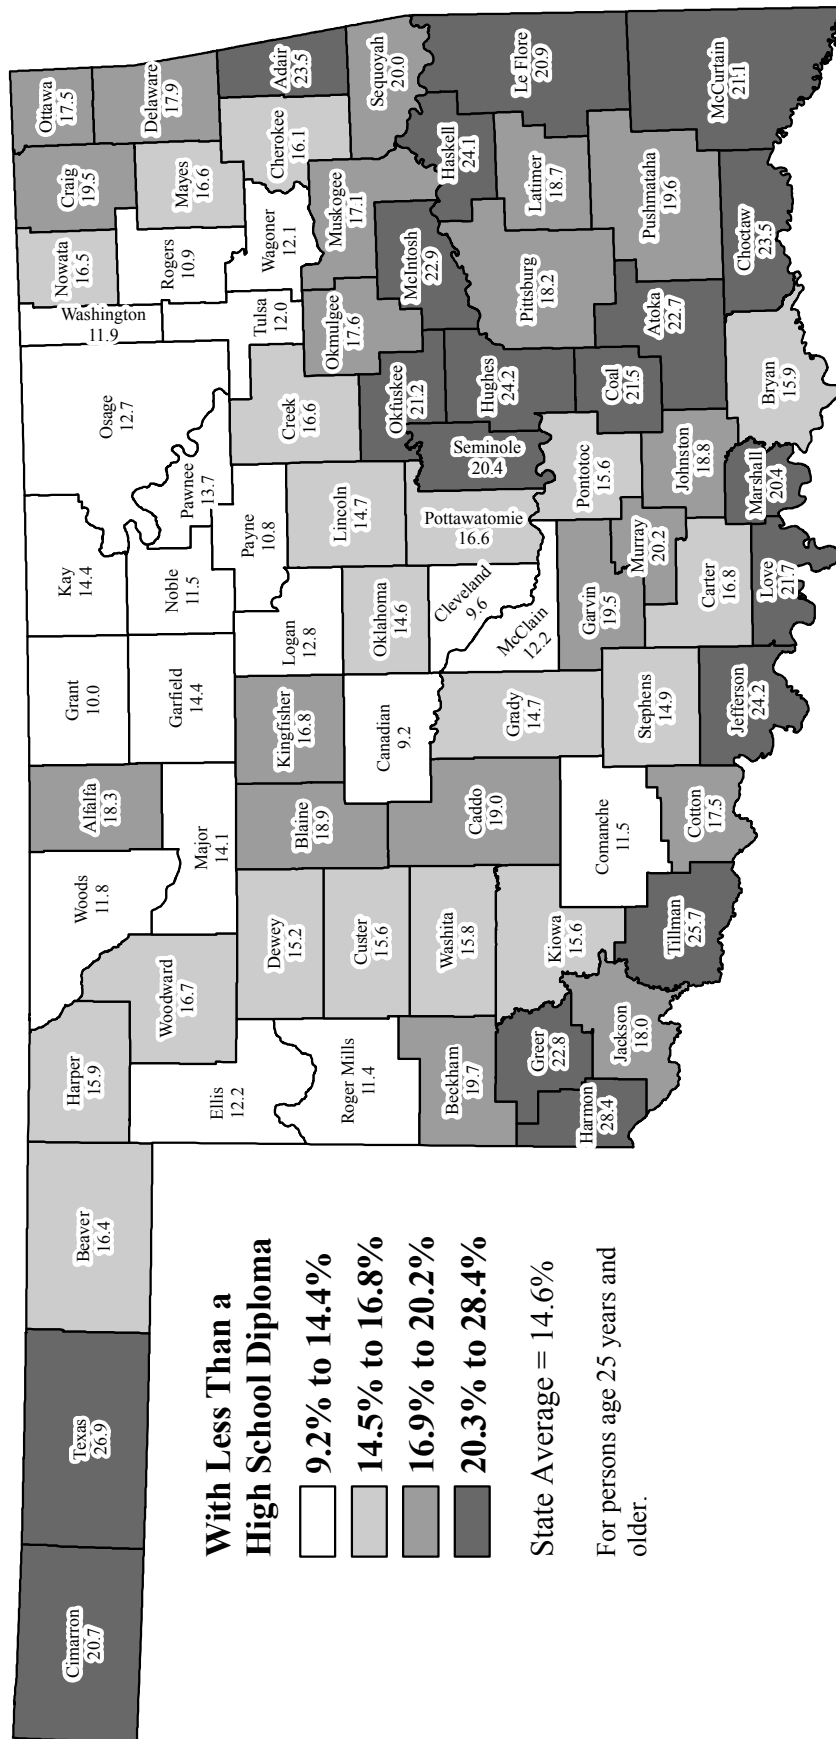 Cimarron
20.7
Texas
26.9
Beaver
16.4
Harper
15.9
Woods
11.8
Alfalfa
18.3
Grant
10.0
Kay
14.4
Osage
12.7
Washington
11.9
Nowata
16.5
Craig
19.5
Ottawa
17.5
Ellis
12.2
Woodward
16.7
Major
14.1
Garfield
14.4
Noble
11.5
Pawnee
13.7
Rogers
10.9
Mayes
16.6
Delaware
17.9
Roger Mills
11.4
Dewey
15.2
Blaine
18.9
Kingfisher
16.8
Logan
12.8
Payne
10.8
Creek
16.6
Tulsa
12.0
Wagoner
12.1
Cherokee
16.1
Adair
23.5
Custer
15.6
Canadian
9.2
Oklahoma
14.6
Lincoln
14.7
Okfuskee
21.2
Okmulgee
17.6
Muskogee
17.1
Sequoyah
20.0
Beckham
19.7
Washita
15.8
Caddo
19.0
Grady
14.7
Cleveland
9.6
McClain
12.2
Pottawatomie
16.6
Seminole
20.4
Hughes
24.2
McIntosh
22.9
Haskell
24.1
Le Flore
20.9
Harmon
28.4
Greer
22.8
Jackson
18.0
Kiowa
15.6
Comanche
11.5
Stephens
14.9
Garvin
19.5
Murray
20.2
Pontotoc
15.6
Coal
21.5
Pittsburg
18.2
Latimer
18.7
Tillman
25.7
Cotton
17.5
Jefferson
24.2
Carter
16.8
Love
21.7
Johnston
18.8
Marshall
20.4
Atoka
22.7
Bryan
15.9
Pushmataha
19.6
Choctaw
23.5
McCurtain
21.1
With Less Than a
High School Diploma
9.2% to 14.4%
14.5% to 16.8%
16.9% to 20.2%
20.3% to 28.4%
State Average = 14.6%
For persons age 25 years and
older.